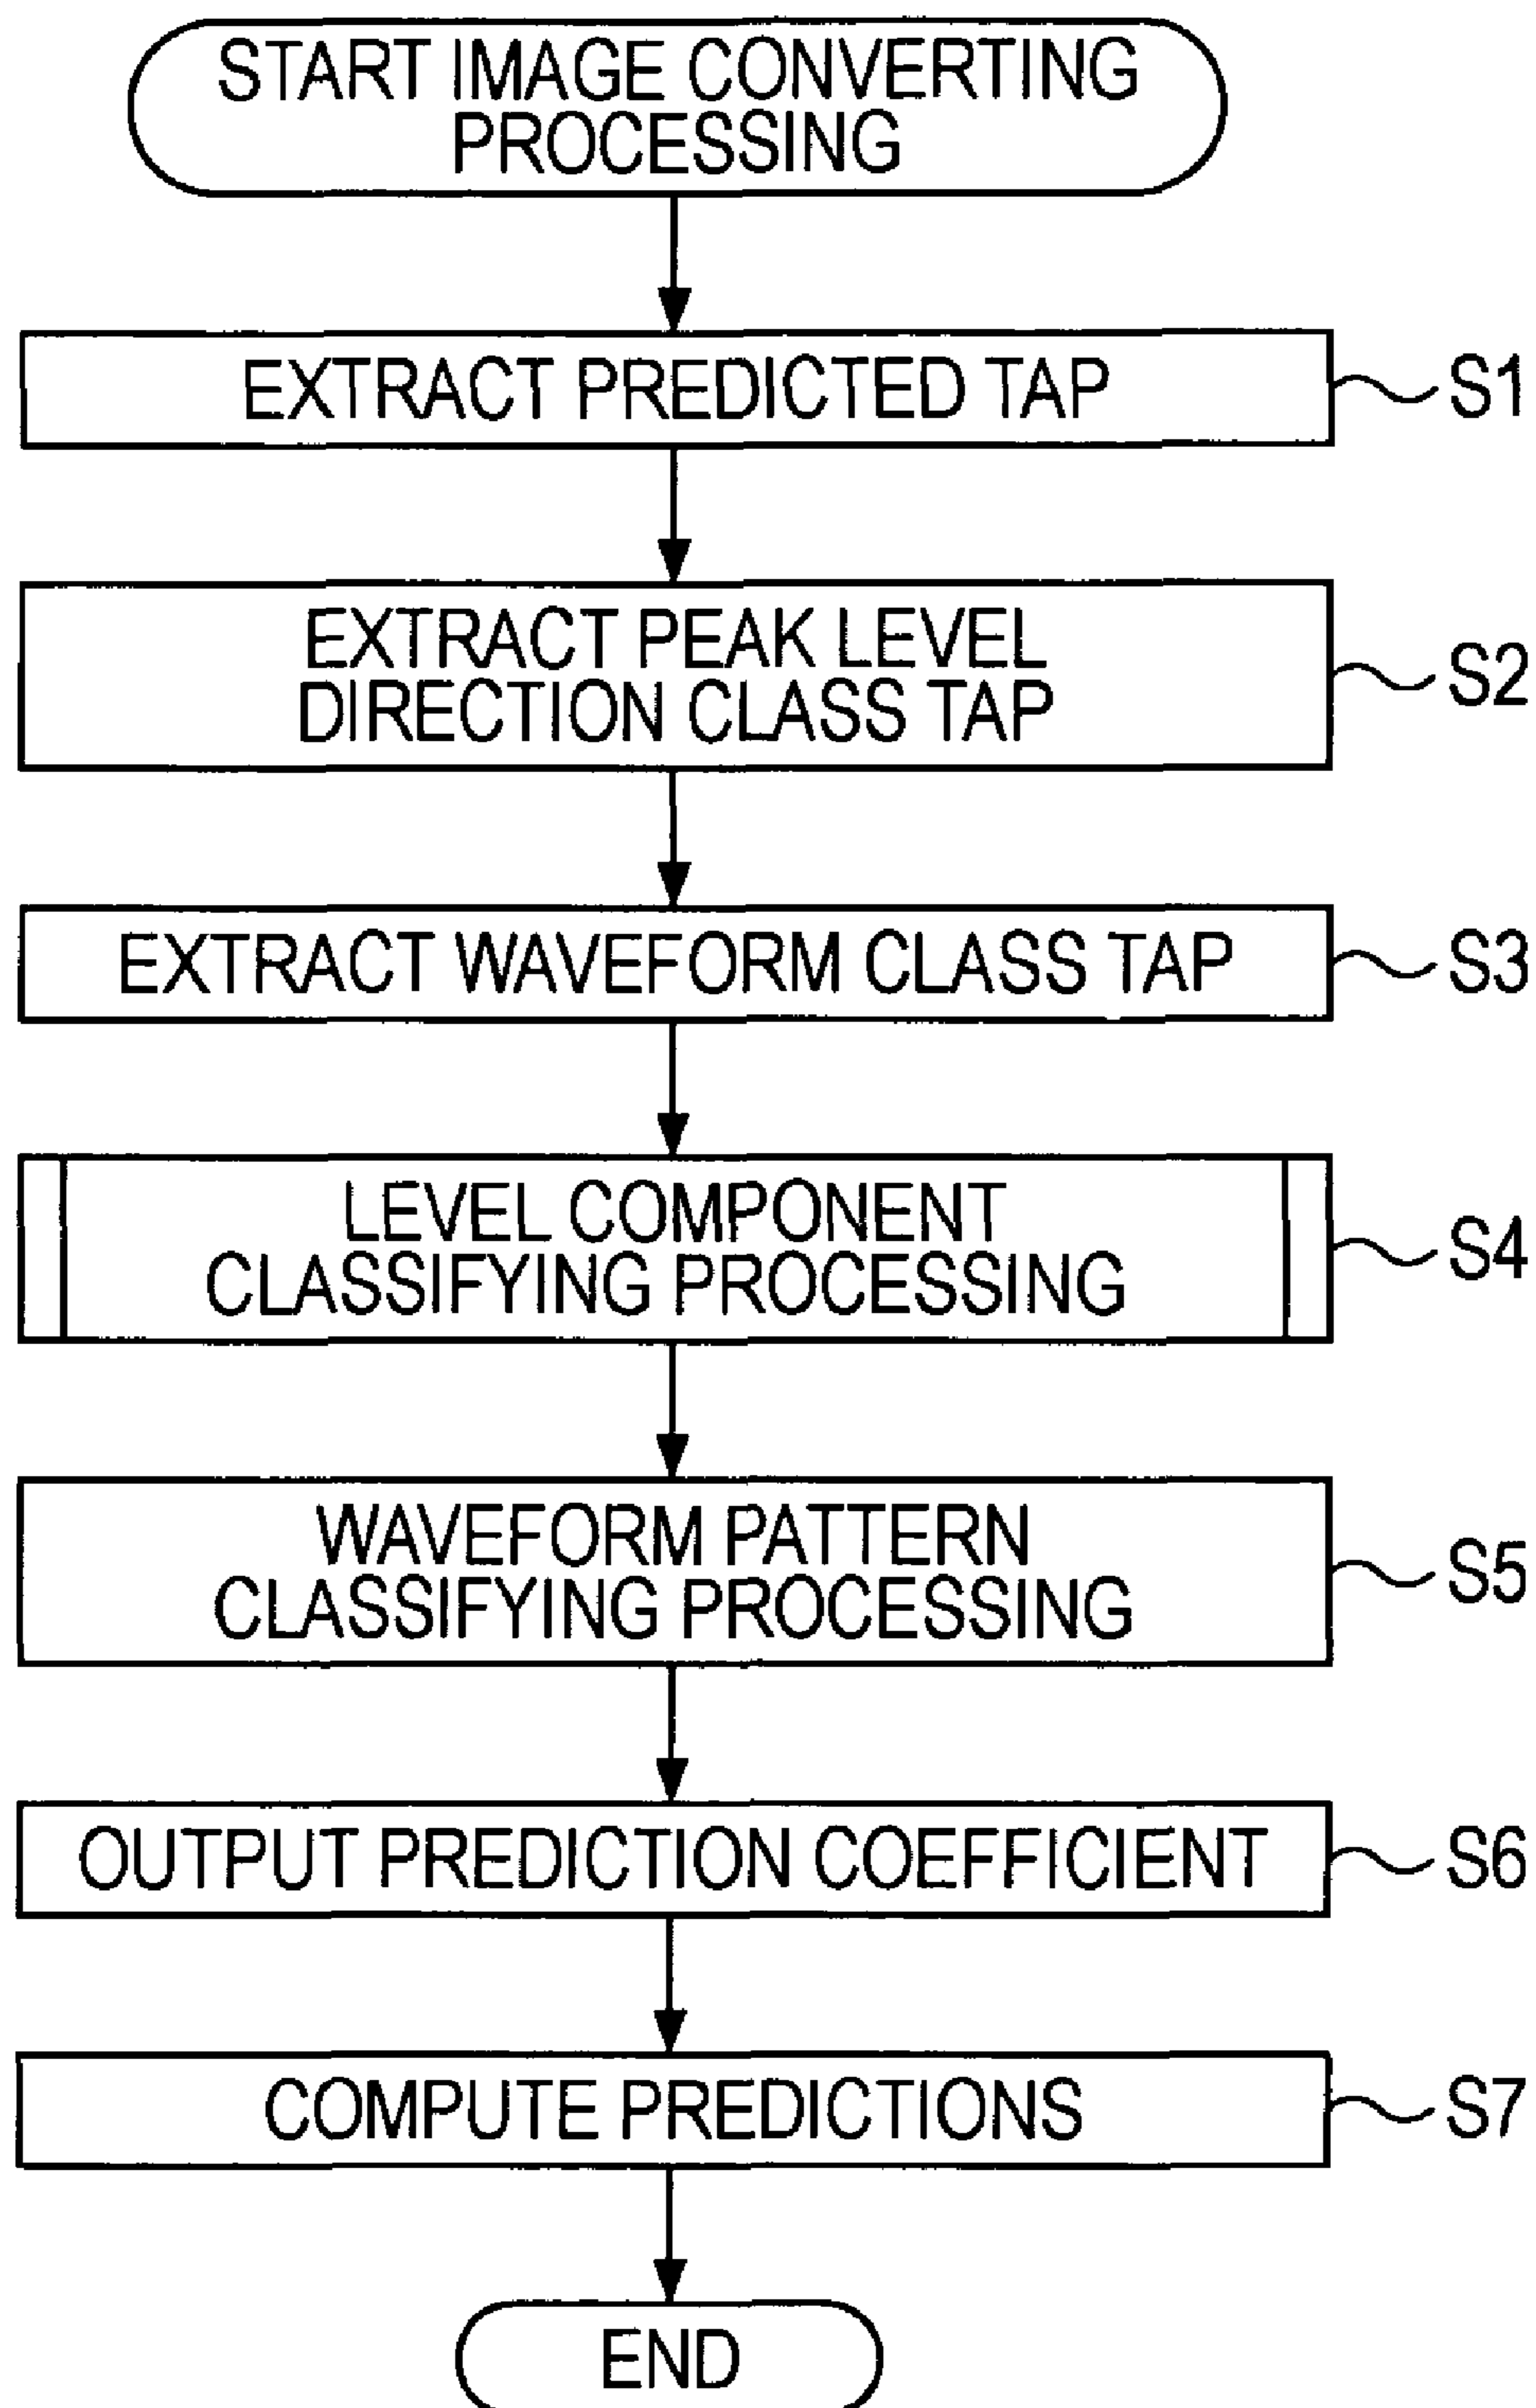 START IMAGE CONVERTING
PROCESSING
EXTRACT PREDICTED TAP
S1
EXTRACT PEAK LEVEL
DIRECTION CLASS TAP
S2
EXTRACT WAVEFORM CLASS TAP
S3
LEVEL COMPONENT
CLASSIFYING PROCESSING
S4
WAVEFORM PATTERN
CLASSIFYING PROCESSING
S5
OUTPUT PREDICTION COEFFICIENT
S6
COMPUTE PREDICTIONS
S7
END